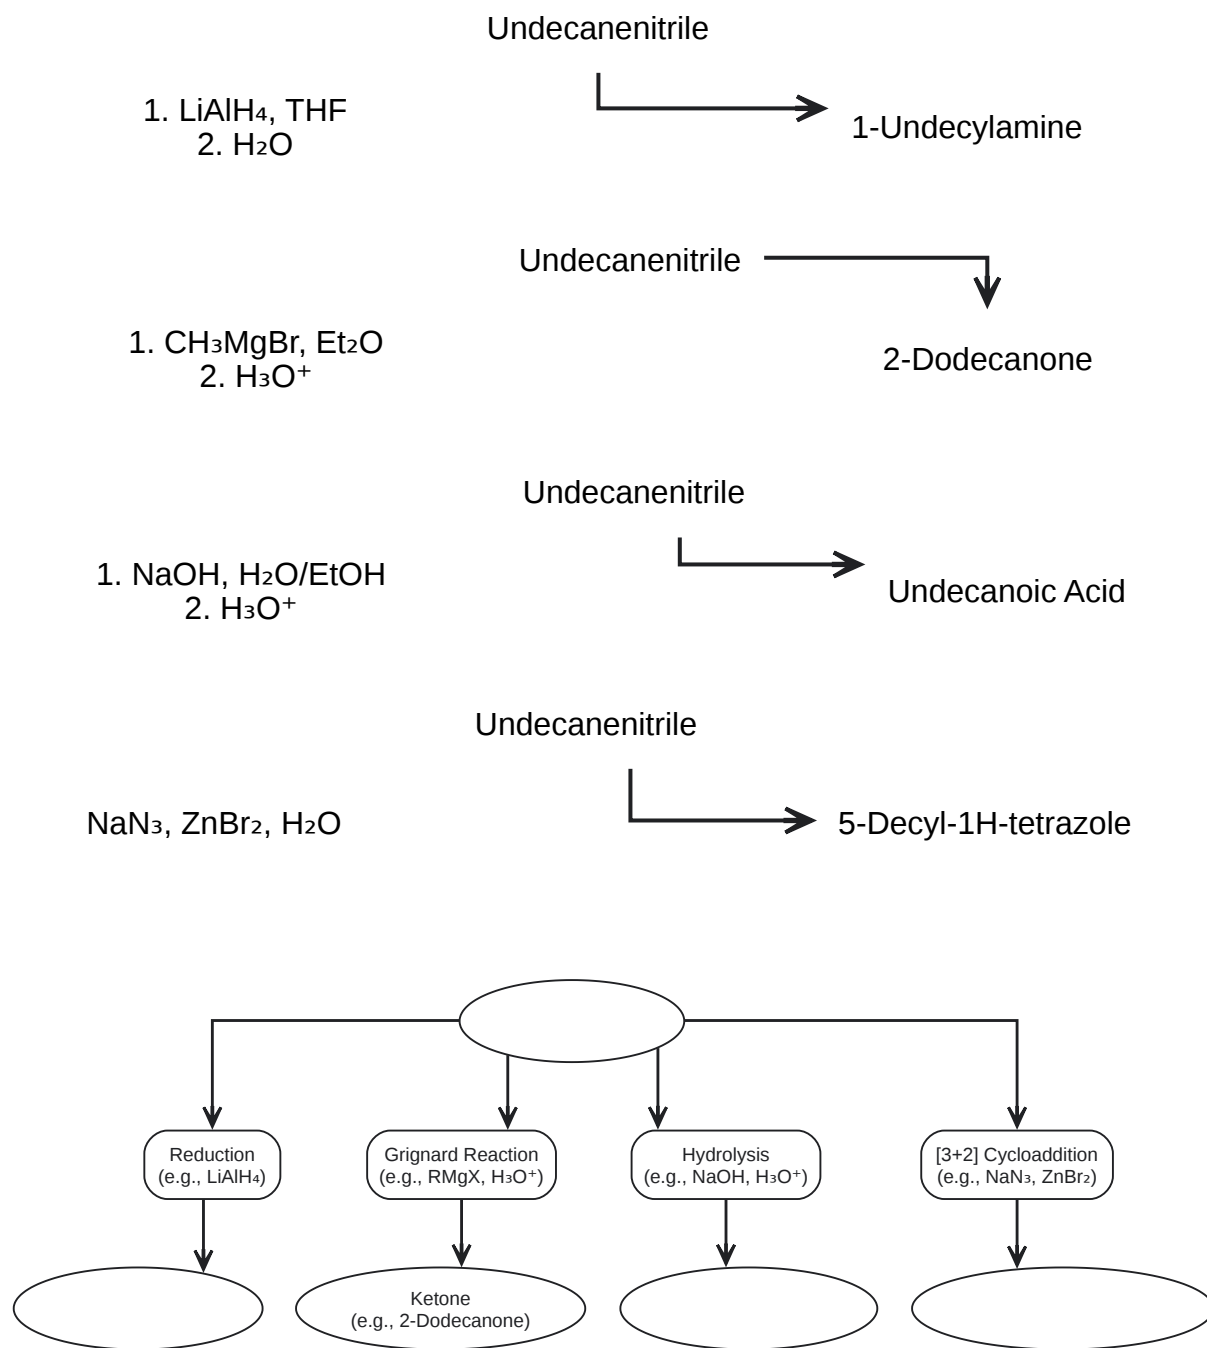 Undecanenitrile
1. LiAlH₄, THF
2. H₂O
1-Undecylamine
Undecanenitrile
1. CH₃MgBr, Et₂O
2. H₃O⁺
2-Dodecanone
Undecanenitrile
1. NaOH, H₂O/EtOH
2. H₃O⁺
Undecanoic Acid
Undecanenitrile
NaN₃, ZnBr₂, H₂O
5-Decyl-1H-tetrazole
Reduction
(e.g., LiAlH₄)
Grignard Reaction
(e.g., RMgX, H₃O⁺)
Hydrolysis
(e.g., NaOH, H₃O⁺)
[3+2] Cycloaddition
(e.g., NaN₃, ZnBr₂)
Ketone
(e.g., 2-Dodecanone)